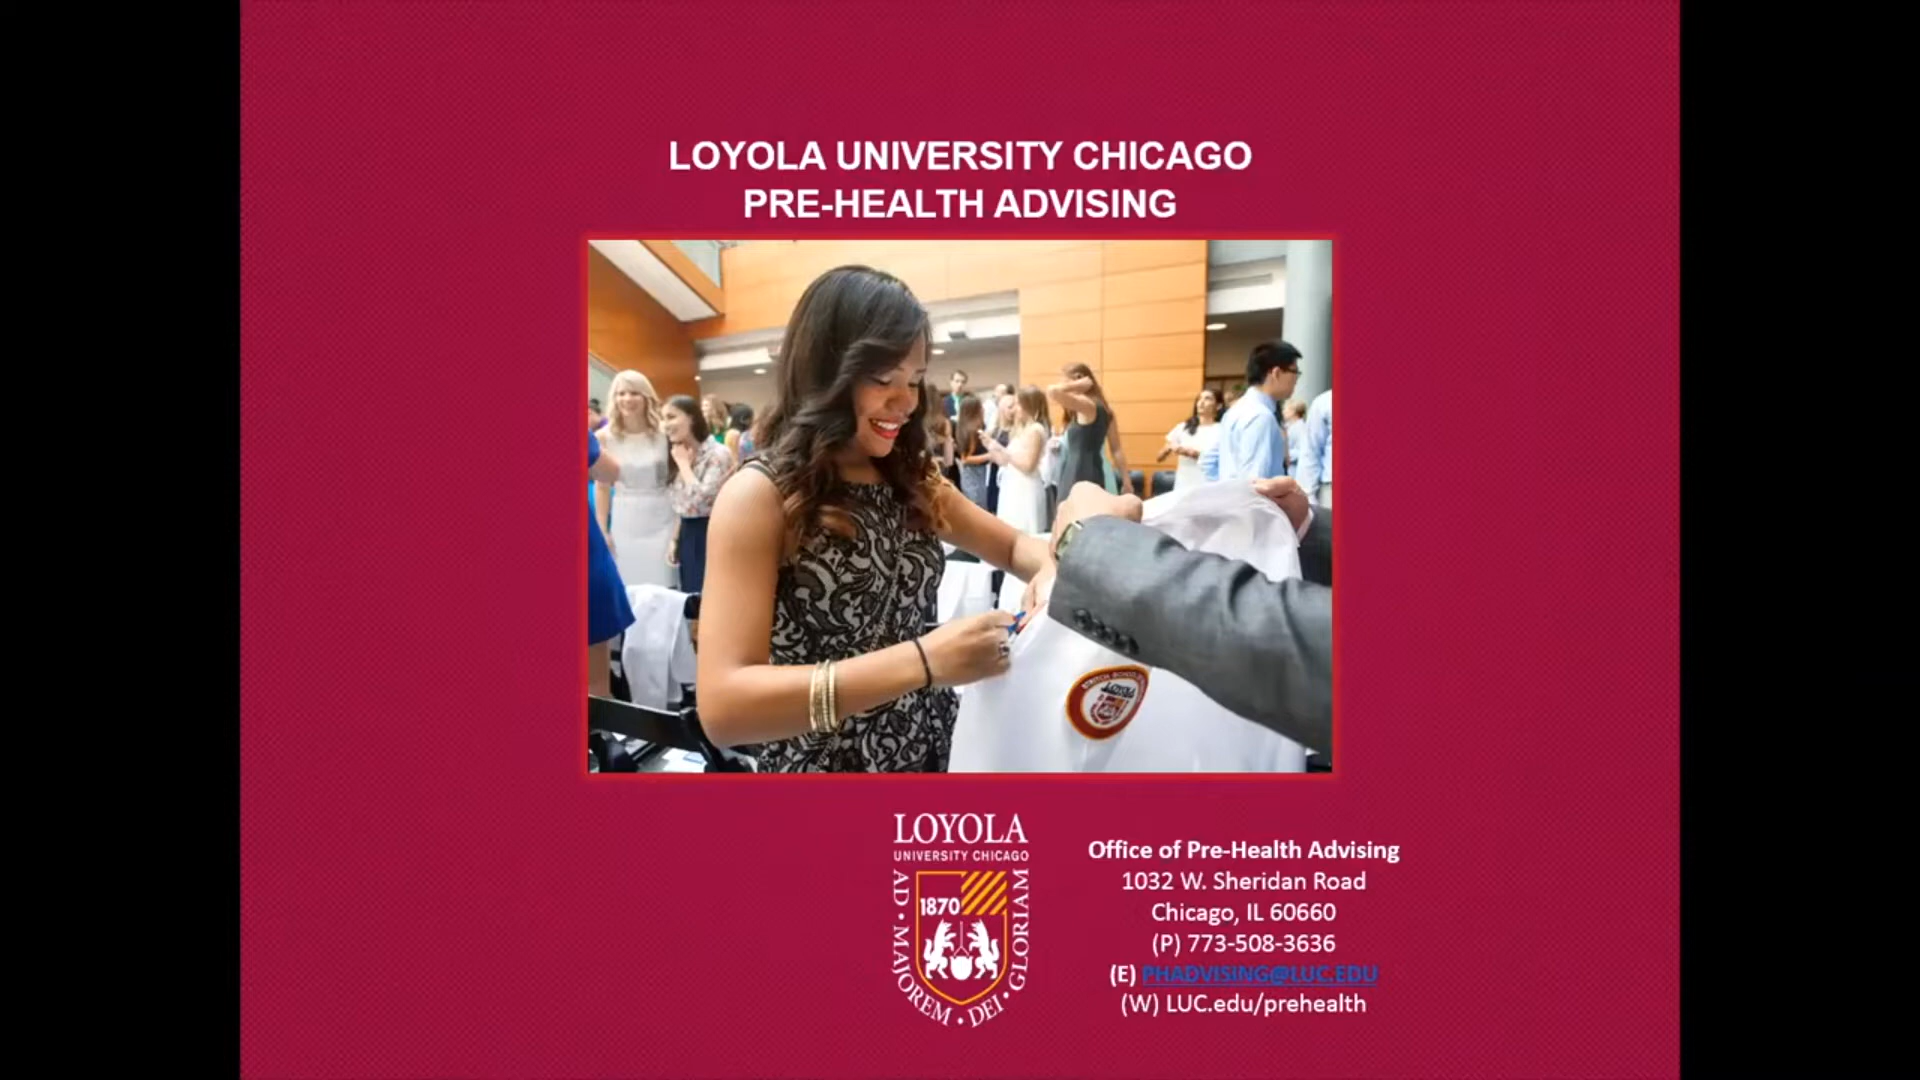 LOYOLA UNIVERSITY CHICAGO
PRE-HEALTH ADVISING
LOYOLA
LOYOLA
UNIVERSITY CHICAGO
1870
AD • MAJOREM • DEI • GLORIAM
Office of Pre-Health Advising
1032 W. Sheridan Road
Chicago, IL 60660
(P) 773-508-3636
(E) PHADVISING@LUC.EDU
(W) LUC.edu/prehealth